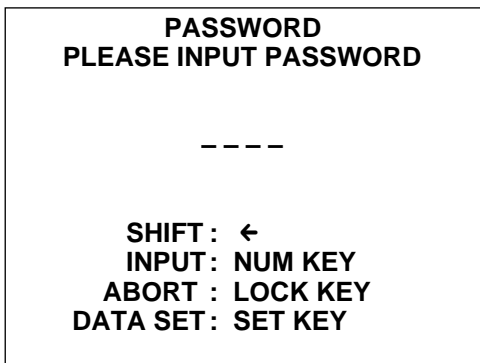 PASSWORD
PLEASE INPUT PASSWORD
– – – –
SHIFT : ←
INPUT : NUM KEY
ABORT : LOCK KEY
DATA SET : SET KEY